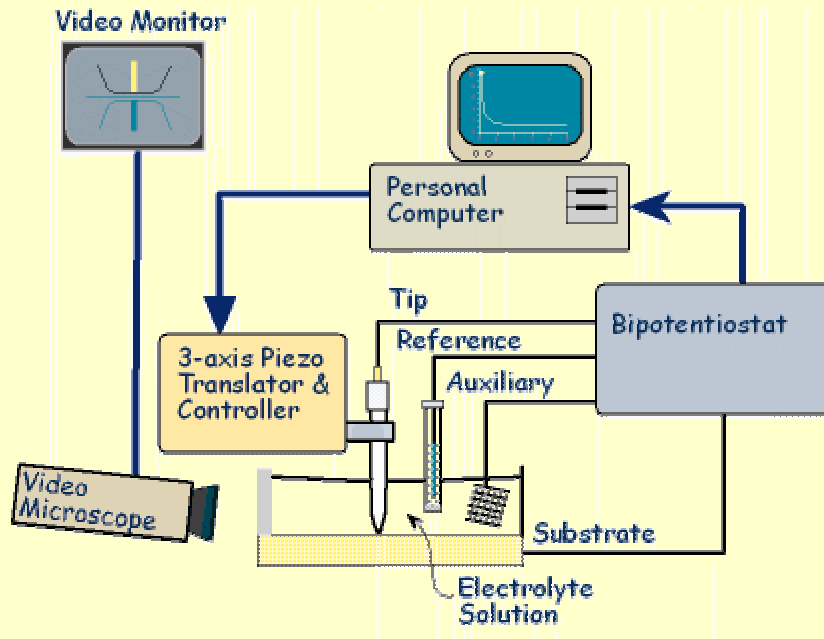 Video Monitor
Personal
Computer
Tip
Reference
Auxiliary
Bipotentiostat
3-axis Piezo
Translator &
Controller
Video
Microscope
Substrate
Electrolyte
Solution